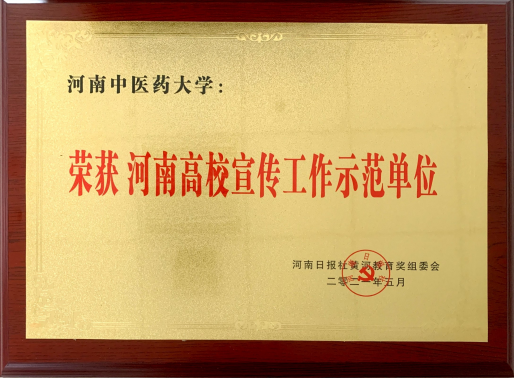 河南中医药大学：
荣获 河南高校宣传工作示范单位
河南日报社黄河教育奖组委会
二零二一年五月